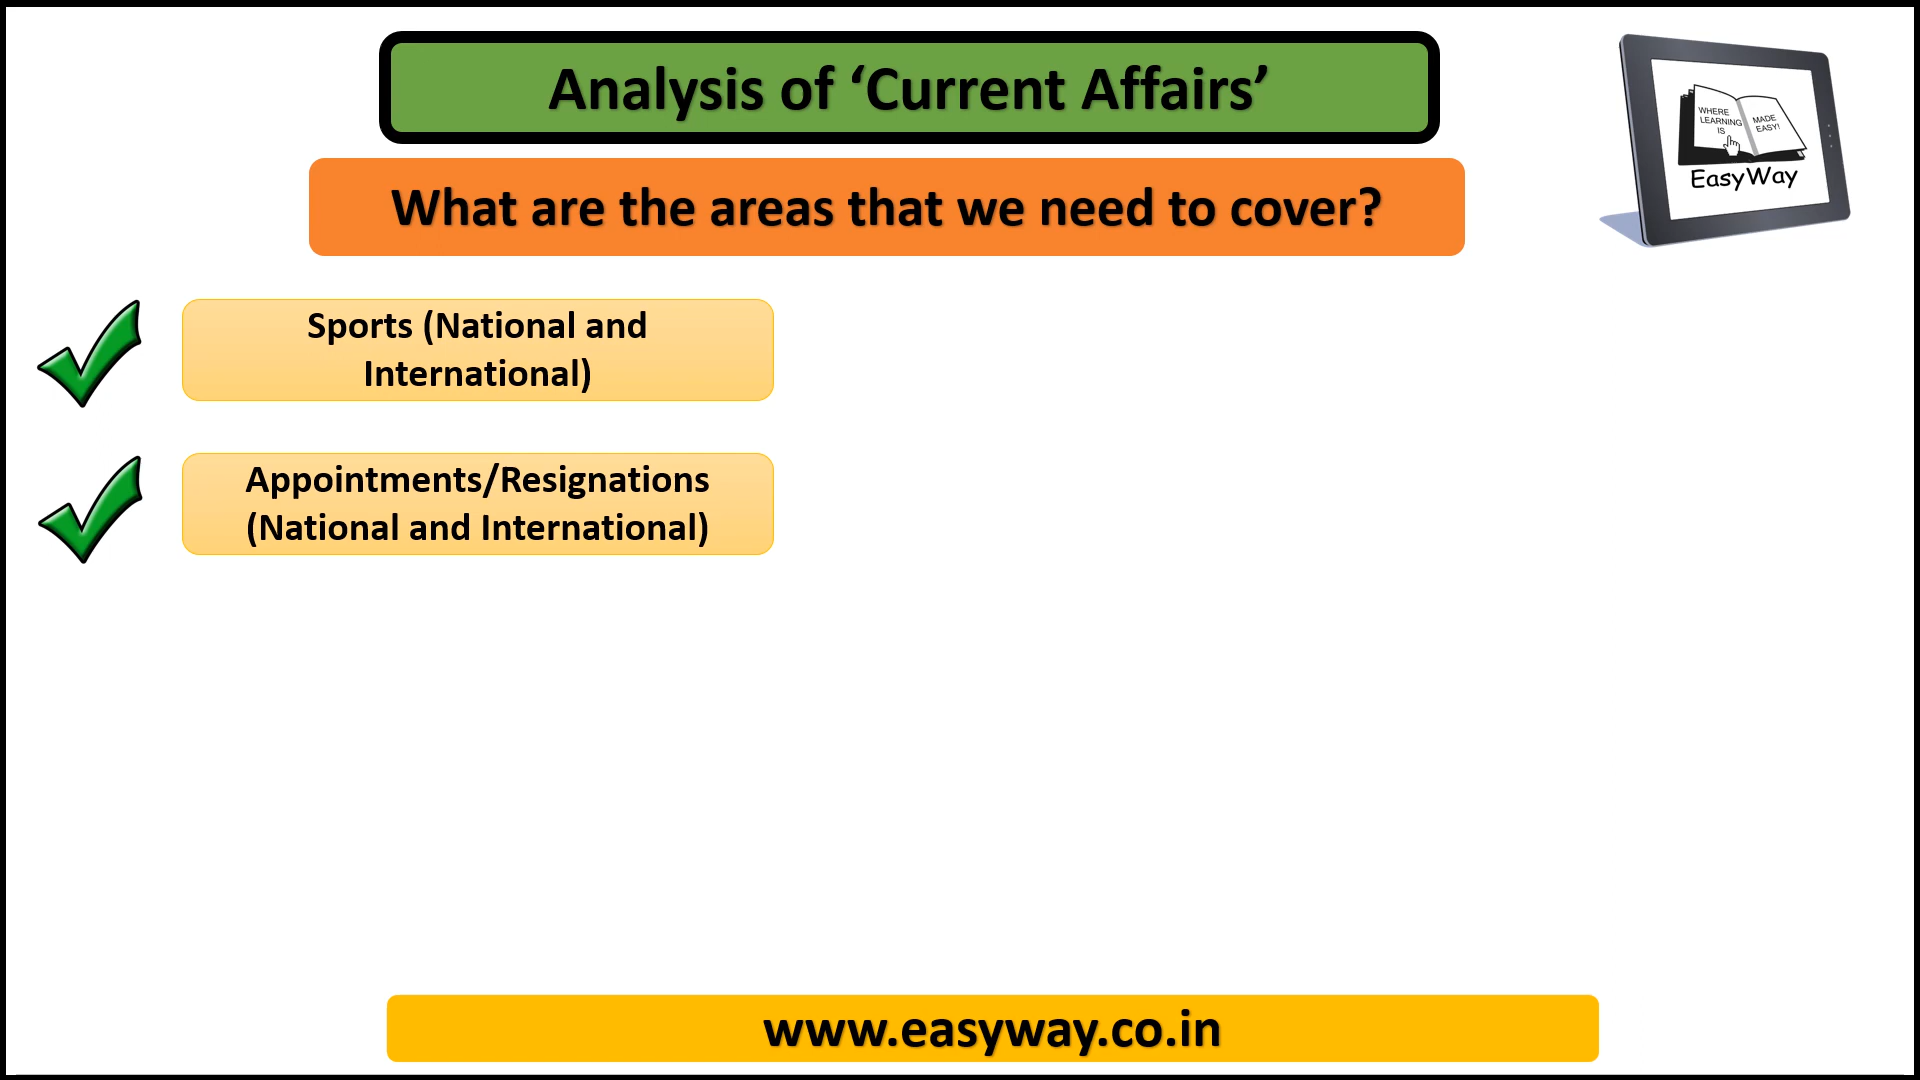 Analysis of ‘Current Affairs’
What are the areas that we need to cover?
WHERE
LEARNING
IS
MADE
EASY!
EasyWay
Sports (National and
International)
Appointments/Resignations
(National and International)
www.easyway.co.in